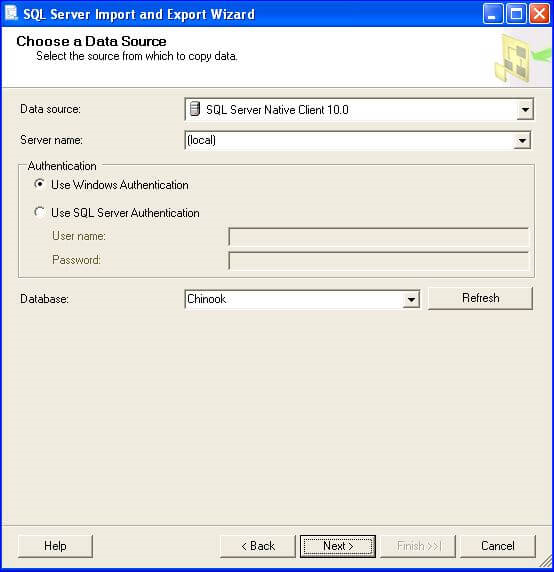 SQL Server Import and Export Wizard
Choose a Data Source
Select the source from which to copy data.
Data source: SQL Server Native Client 10.0
Server name: (local)
Authentication
Use Windows Authentication
Use SQL Server Authentication
User name:
Password:
Database: Chinook Refresh
Help < Back Next > Finish >>| Cancel